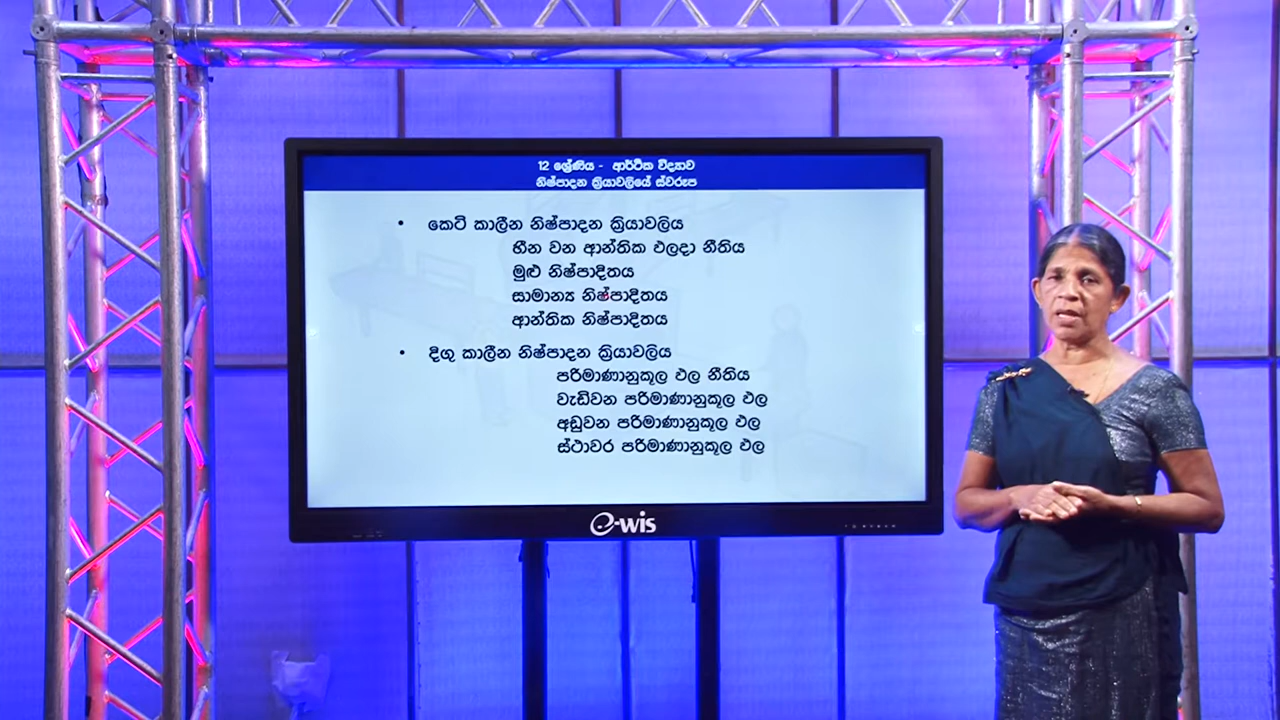 12 ශ්‍රේණිය - ආර්ථික විද්‍යාව
නිෂ්පාදන ක්‍රියාවලියේ ස්වරූප
• කෙටි කාලීන නිෂ්පාදන ක්‍රියාවලිය
හීන වන ආන්තික ඵලදා නීතිය
මුළු නිෂ්පාදිතය
සාමාන්‍ය නිෂ්පාදිතය
ආන්තික නිෂ්පාදිතය
• දිගු කාලීන නිෂ්පාදන ක්‍රියාවලිය
පරිමාණානුකූල ඵල නීතිය
වැඩිවන පරිමාණානුකූල ඵල
අඩුවන පරිමාණානුකූල ඵල
ස්ථාවර පරිමාණානුකූල ඵල
e-wis